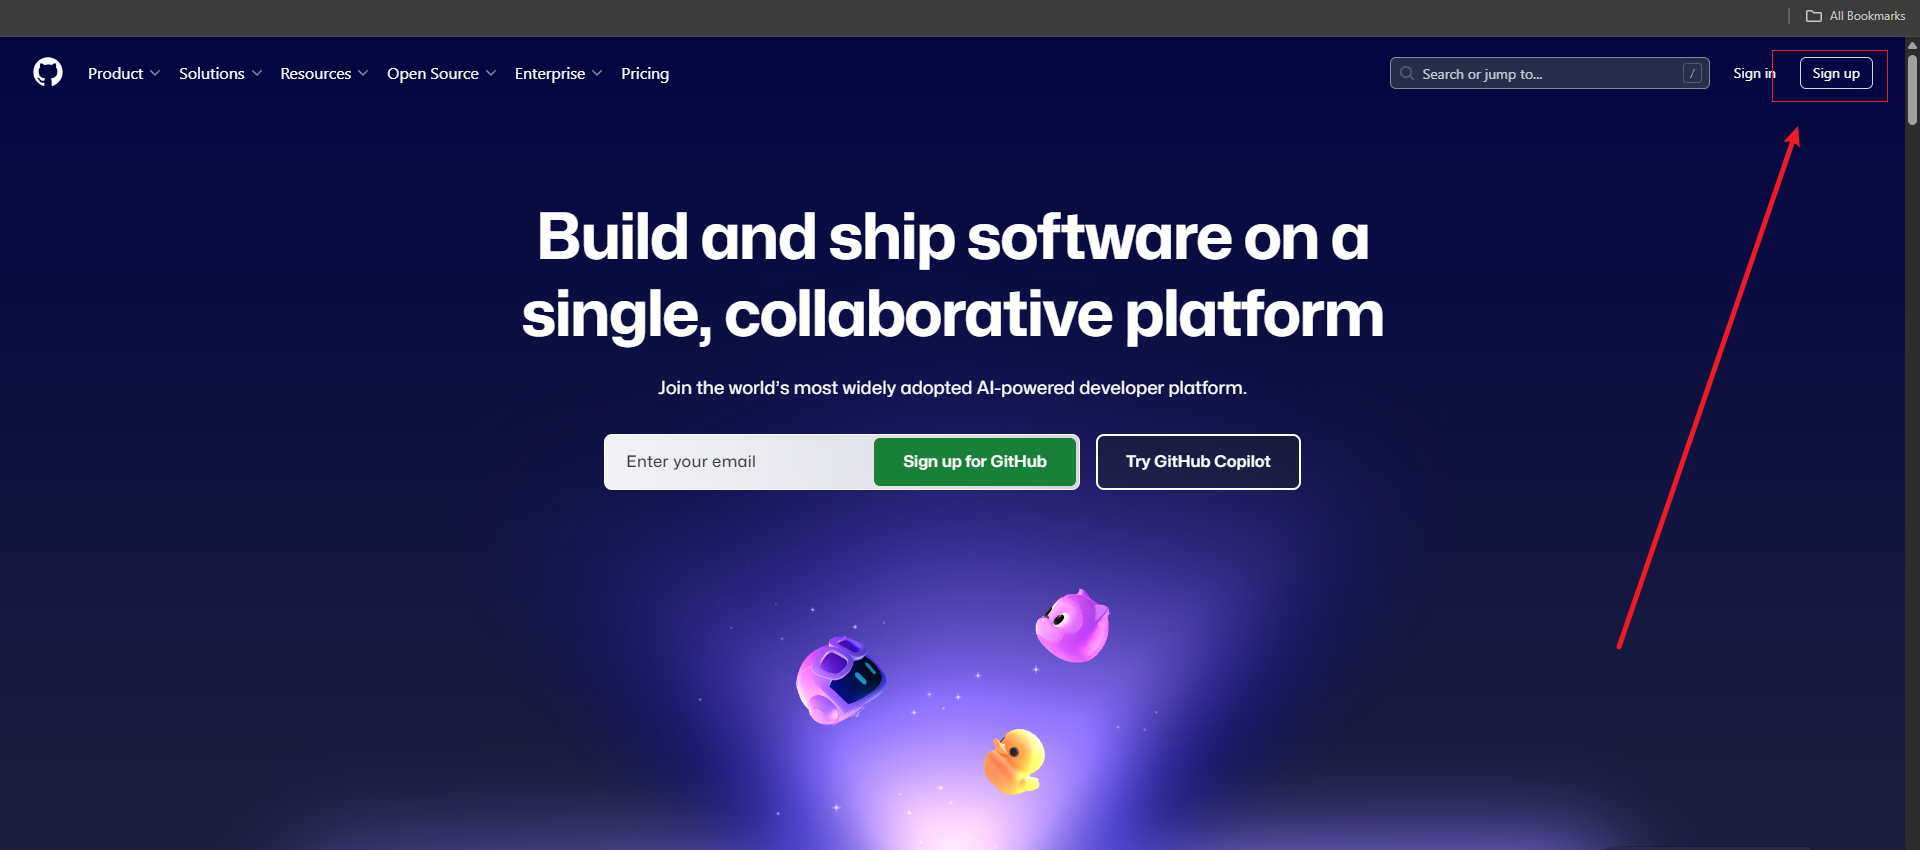 All Bookmarks
Product Solutions Resources Open Source Enterprise Pricing Search or jump to... / Sign in Sign up
Build and ship software on a
single, collaborative platform
Join the world’s most widely adopted AI-powered developer platform.
Enter your email Sign up for GitHub Try GitHub Copilot